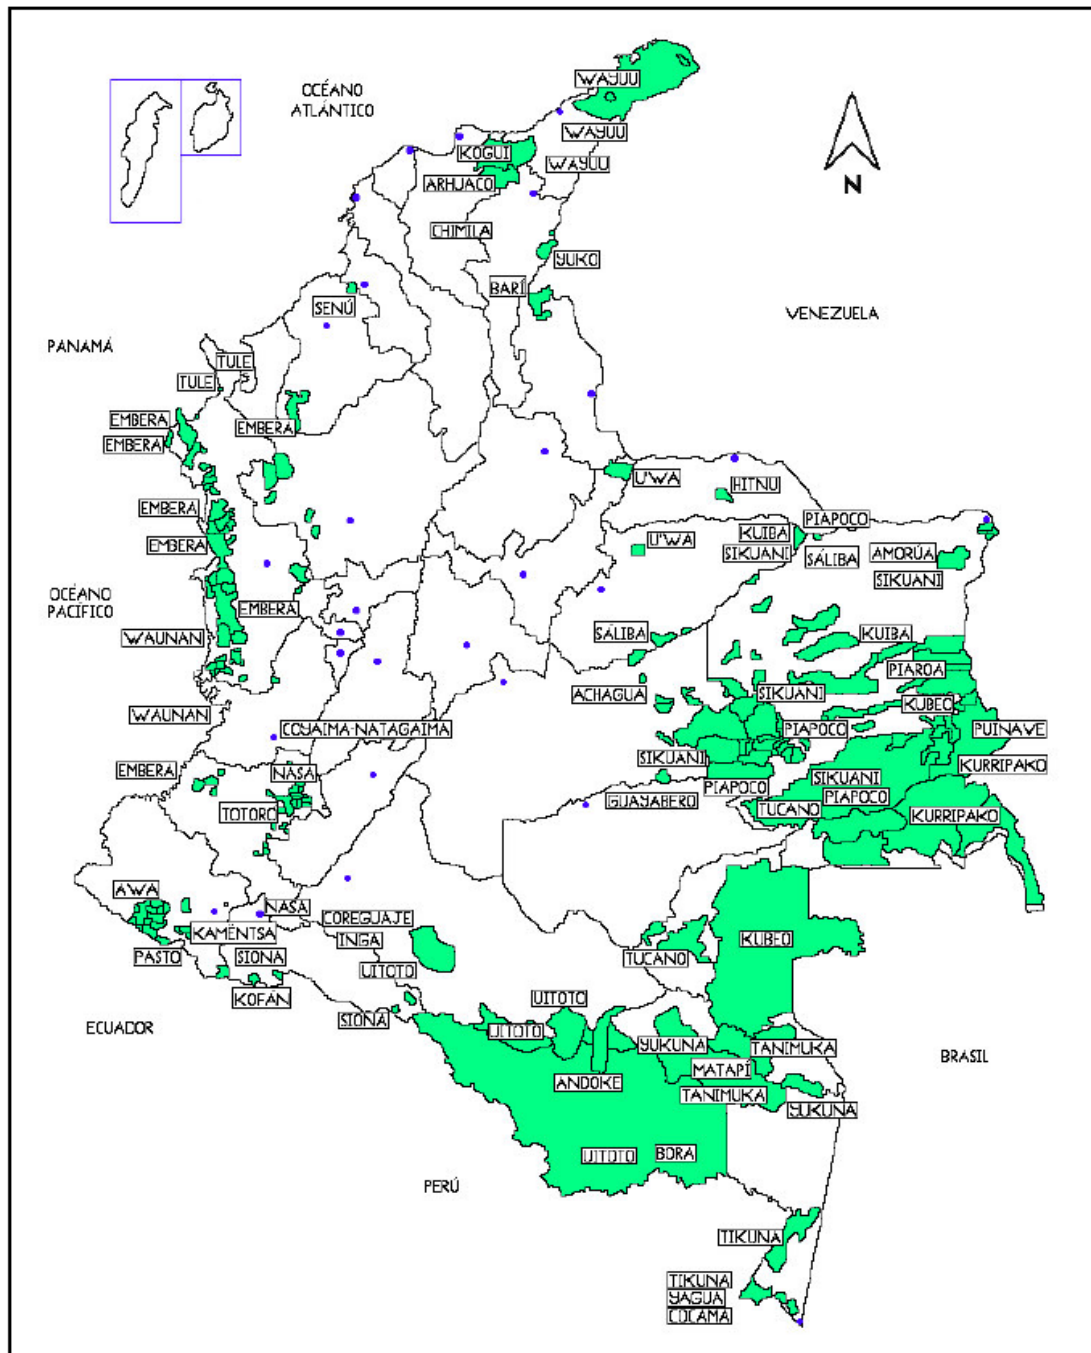 WAYUU
OCÉANO
ATLÁNTICO
WAYUU
KOGUI
WAYUU
ARHUACO
N
CHIMILA
YUKO
BARÍ
SENÚ
VENEZUELA
PANAMÁ
TULE
TULE
EMBERA
EMBERA
EMBERA
U'WA
HITNU
EMBERA
PIAPOCO
KUIBA
U'WA
EMBERA
SIKUANI
SÁLIBA
AMORÚA
SIKUANI
OCÉANO
PACÍFICO
EMBERA
WAUNAN
SÁLIBA
KUIBA
PIAROA
ACHAGUA
SIKUANI
KUBEO
WAUNAN
COYAIMA-NATAGAIMA
PIAPOCO
PUINAVE
SIKUANI
KURRIPAKO
EMBERA
NASA
SIKUANI
PIAPOCO
PIAPOCO
GUAYABERO
TUCANO
TOTORO
KURRIPAKO
AWA
NASA
COREGUAJE
KAMËNTSA
INGA
KUBEO
PASTO
SIONA
TUCANO
UITOTO
KOFÁN
UITOTO
SIONA
ECUADOR
UITOTO
YUKUNA
TANIMUKA
BRASIL
MATAPÍ
ANDOKE
TANIMUKA
YUKUNA
UITOTO
BORA
PERÚ
TIKUNA
TIKUNA
YAGUA
COCAMA